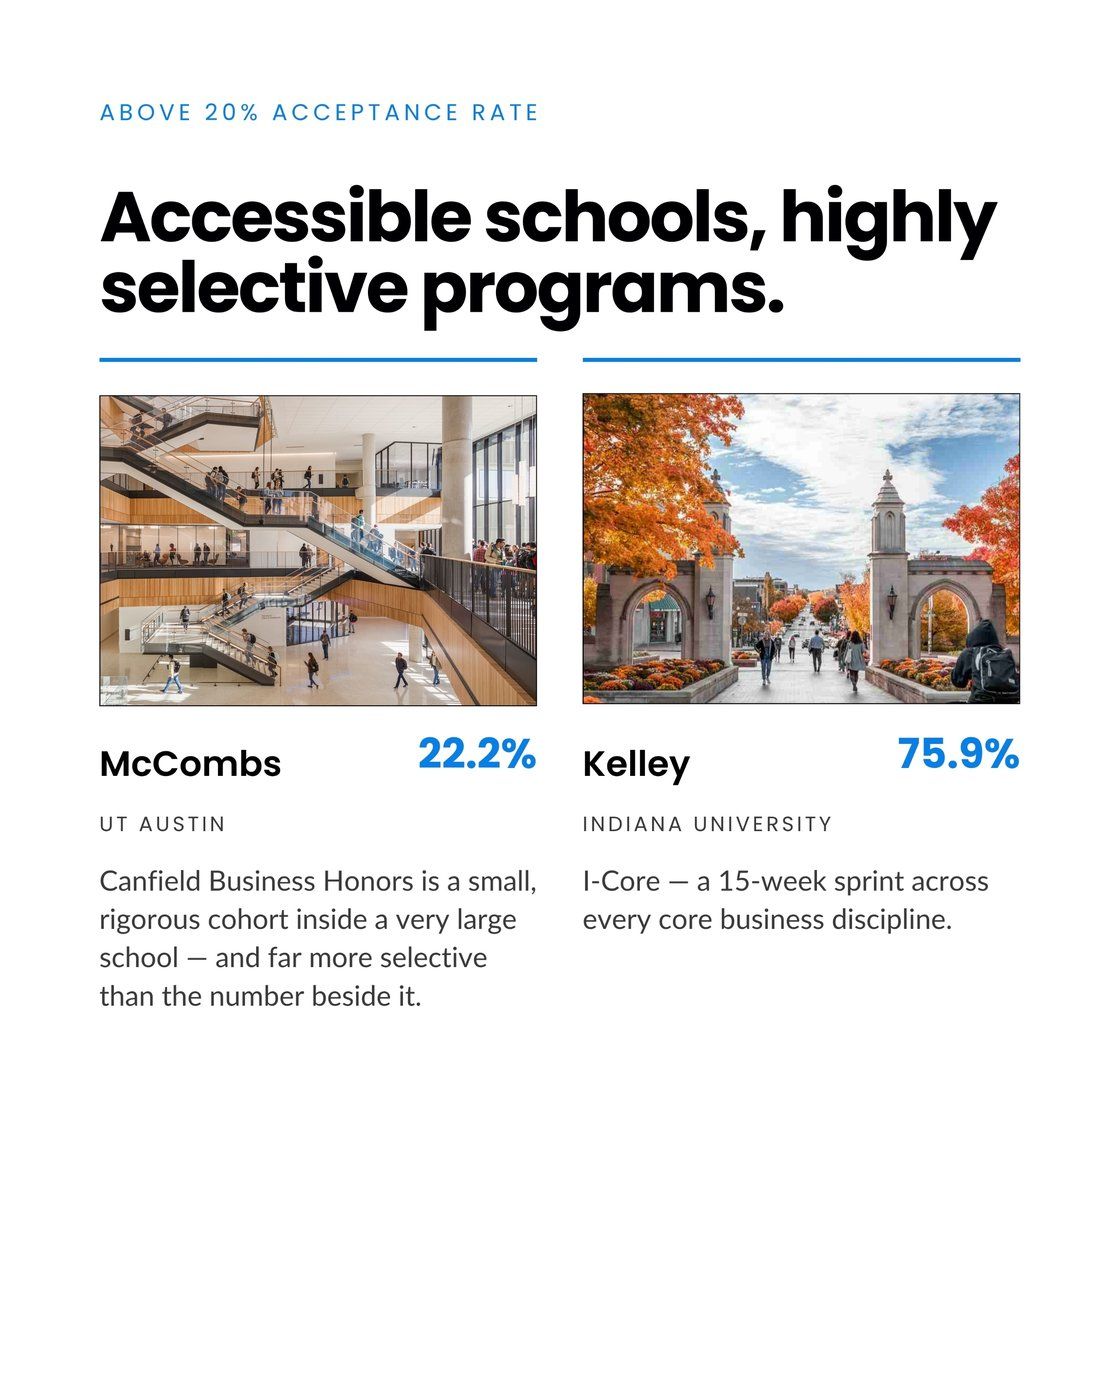 ABOVE 20% ACCEPTANCE RATE
Accessible schools, highly
selective programs.
McCombs
22.2%
UT AUSTIN
Canfield Business Honors is a small,
rigorous cohort inside a very large
school — and far more selective
than the number beside it.
Kelley
75.9%
INDIANA UNIVERSITY
I-Core — a 15-week sprint across
every core business discipline.